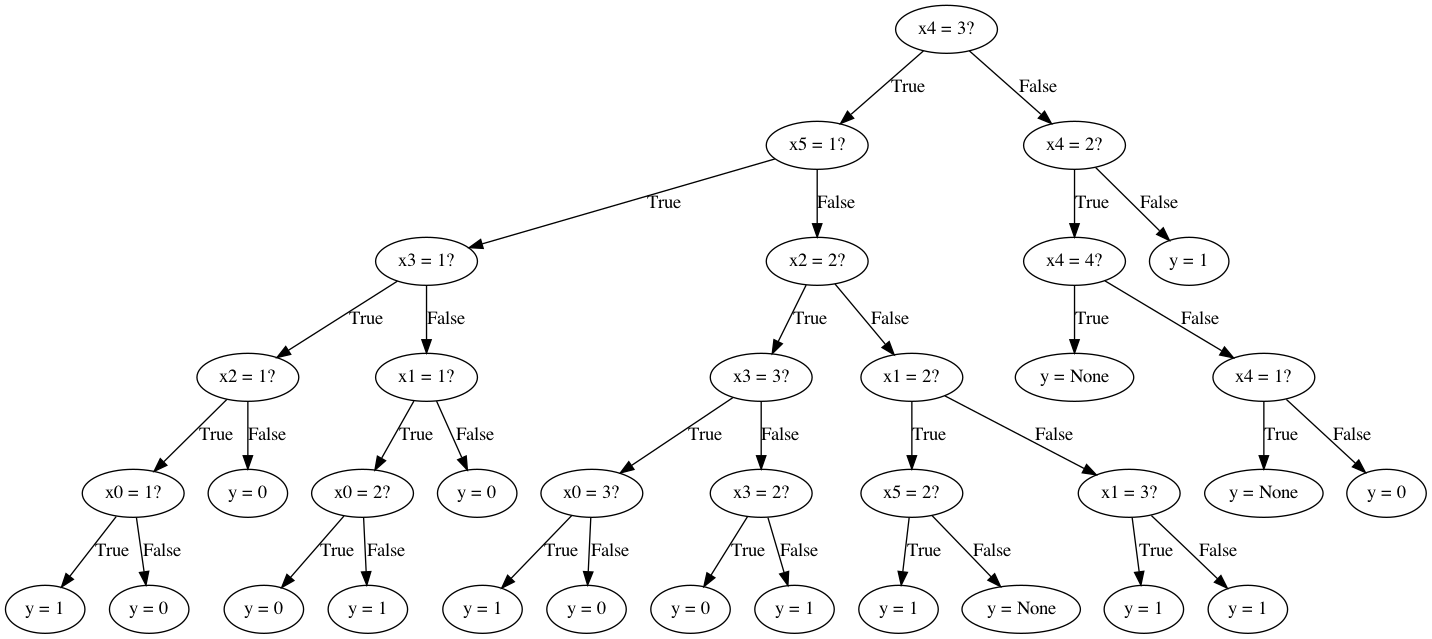 x4 = 3?
True
False
x5 = 1?
x4 = 2?
True
False
True
False
x3 = 1?
x2 = 2?
x4 = 4?
y = 1
True
False
True
False
True
False
x2 = 1?
x1 = 1?
x3 = 3?
x1 = 2?
y = None
x4 = 1?
True
False
True
False
True
False
True
False
True
False
x0 = 1?
y = 0
x0 = 2?
y = 0
x0 = 3?
x3 = 2?
x5 = 2?
x1 = 3?
y = None
y = 0
True
False
True
False
True
False
True
False
True
False
True
False
y = 1
y = 0
y = 0
y = 1
y = 1
y = 0
y = 0
y = 1
y = 1
y = None
y = 1
y = 1